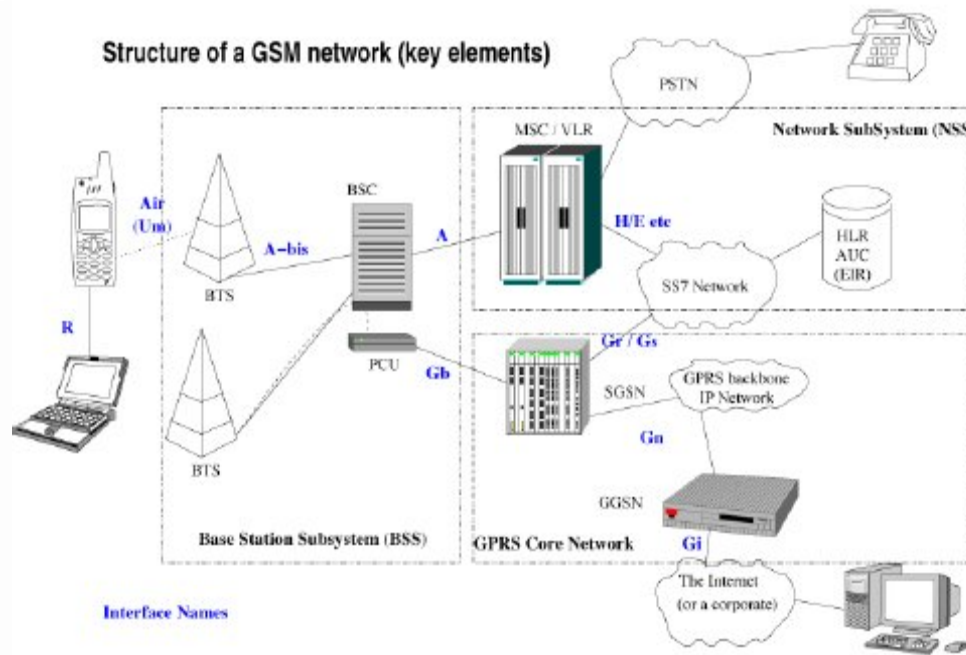 Structure of a GSM network (key elements)
PSTN
MSC / VLR
Network SubSystem (NSS
BSC
Air
(Um)
A-bis
A
H/E etc
HLR
AUC
(EIR)
BTS
SS7 Network
R
PCU
Gb
Gr / Gs
SGSN
GPRS backbone
IP Network
Gn
BTS
GGSN
Base Station Subsystem (BSS)
GPRS Core Network
Gi
The Internet
(or a corporate)
Interface Names